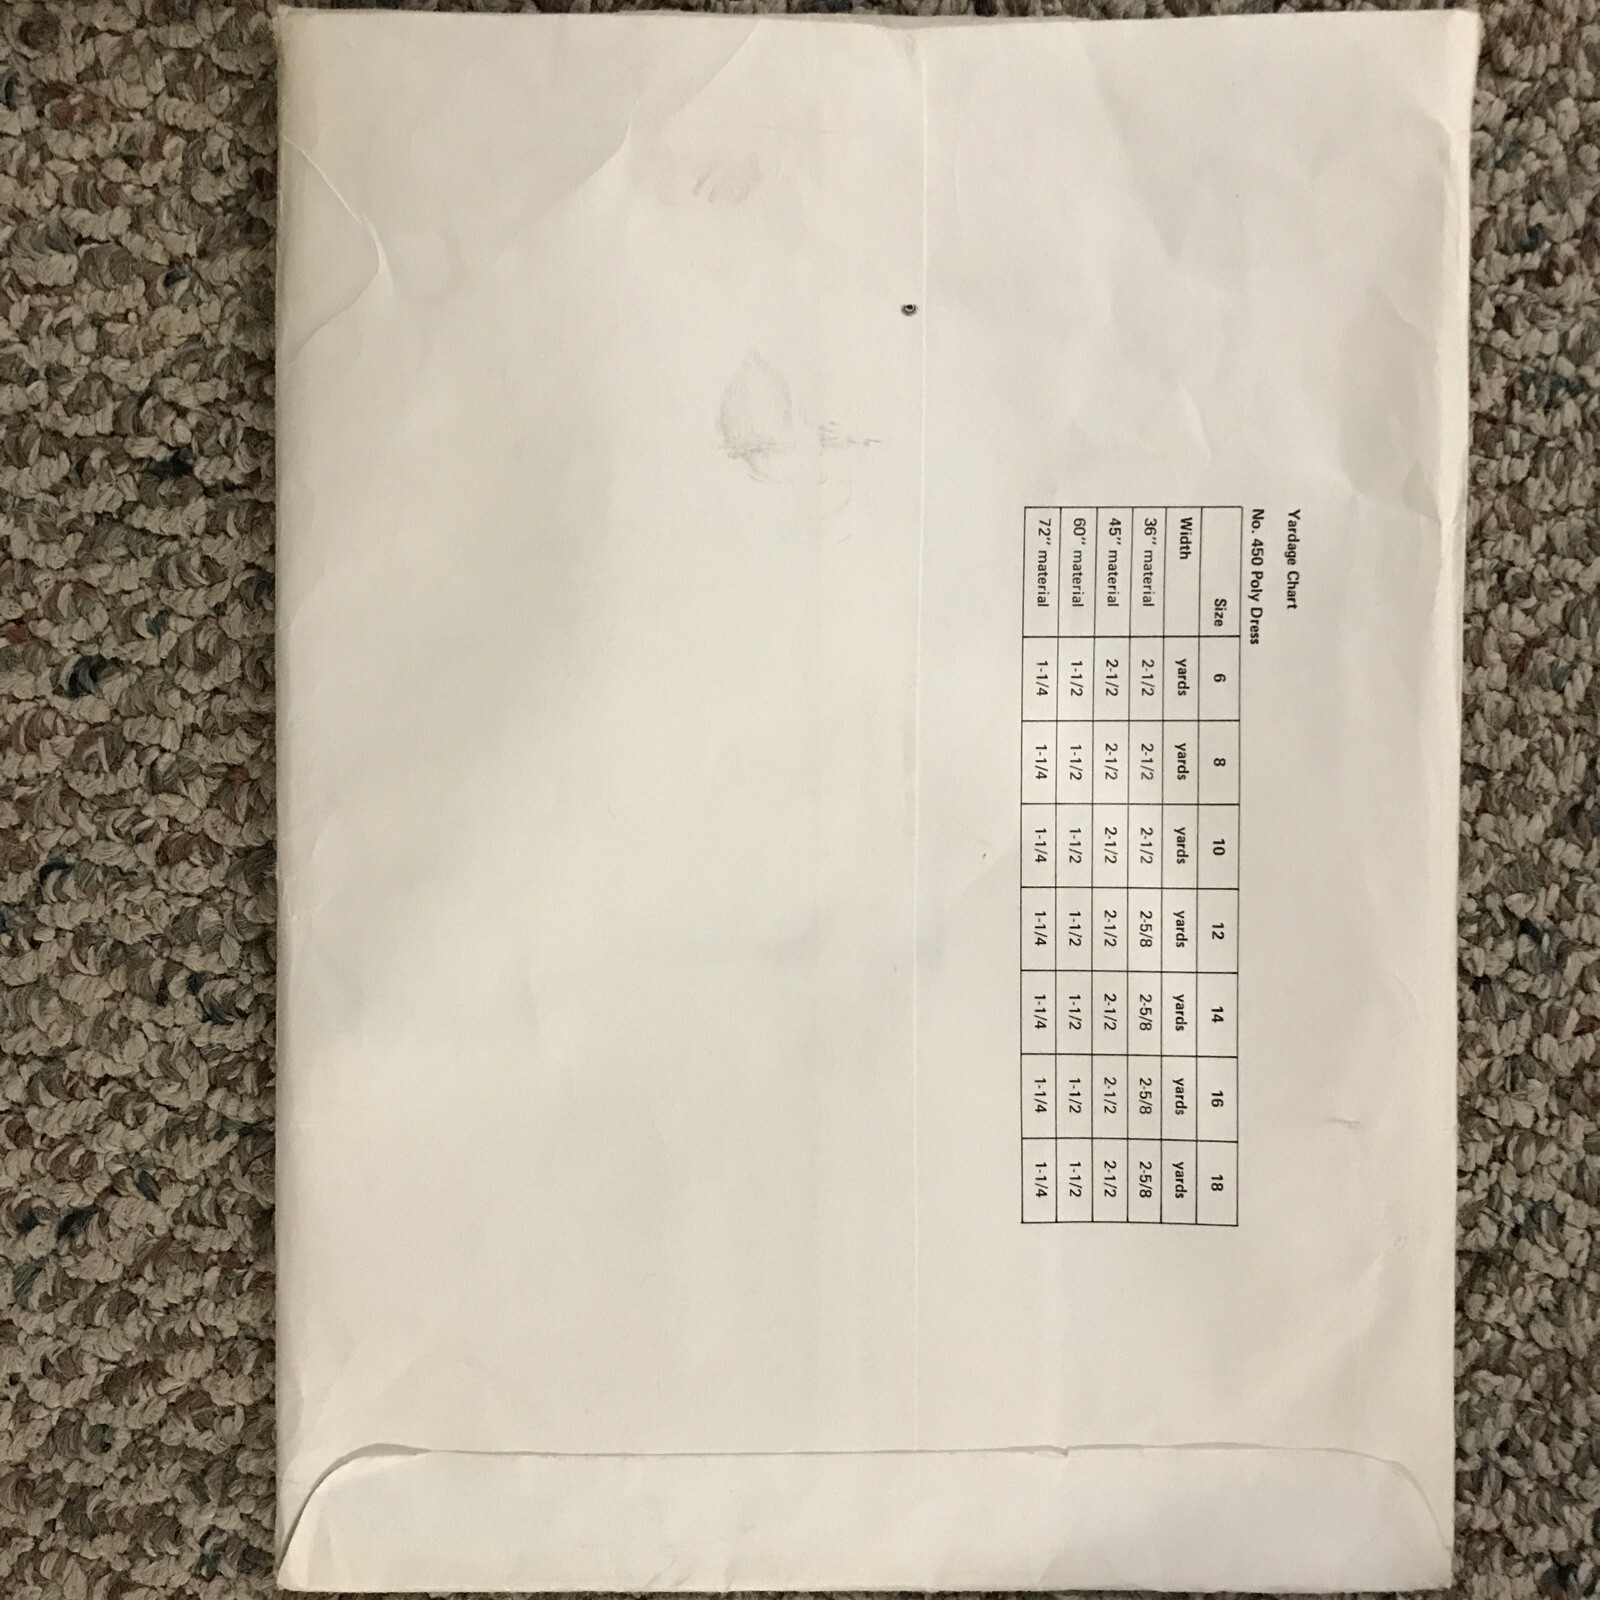 Yardage Chart
No. 450 Poly Dress
Size 6 8 10 12 14 16 18
Width yards yards yards yards yards yards yards
36" material 2-1/2 2-1/2 2-1/2 2-5/8 2-5/8 2-5/8 2-5/8
45" material 2-1/2 2-1/2 2-1/2 2-1/2 2-1/2 2-1/2 2-1/2
60" material 1-1/2 1-1/2 1-1/2 1-1/2 1-1/2 1-1/2 1-1/2
72" material 1-1/4 1-1/4 1-1/4 1-1/4 1-1/4 1-1/4 1-1/4